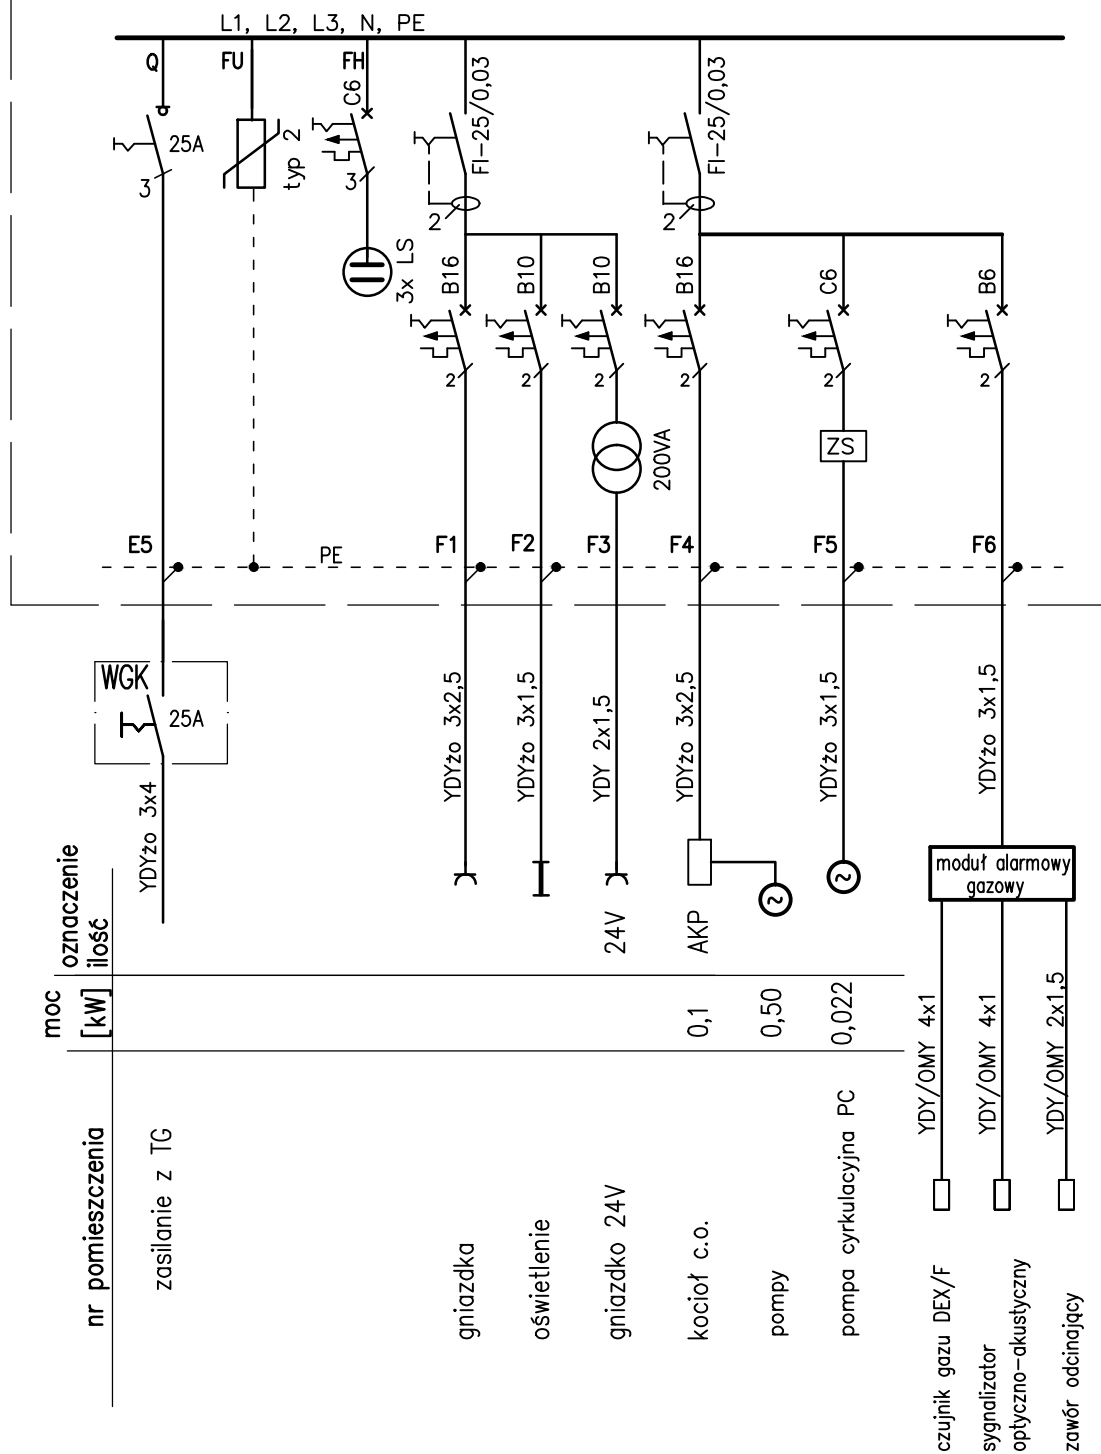 L1, L2, L3, N, PE
Q
FU
FH
25A
3
typ 2
C6
3
3x LS
FI-25/0,03
2
FI-25/0,03
2
B16
2
B10
2
B10
2
B16
2
C6
2
B6
2
200VA
ZS
E5
PE
F1
F2
F3
F4
F5
F6
WGK
25A
YDYżo 3x4
YDYżo 3x2,5
YDYżo 3x1,5
YDY 2x1,5
YDYżo 3x2,5
YDYżo 3x1,5
YDYżo 3x1,5
oznaczenie
ilość
24V
AKP
~
~
moduł alarmowy
gazowy
moc
[kW]
0,1
0,50
0,022
YDY/OMY 4x1
YDY/OMY 4x1
YDY/OMY 2x1,5
nr pomieszczenia
zasilanie z TG
gniazdka
oświetlenie
gniazdko 24V
kocioł c.o.
pompy
pompa cyrkulacyjna PC
czujnik gazu DEX/F
sygnalizator
optyczno-akustyczny
zawór odcinający